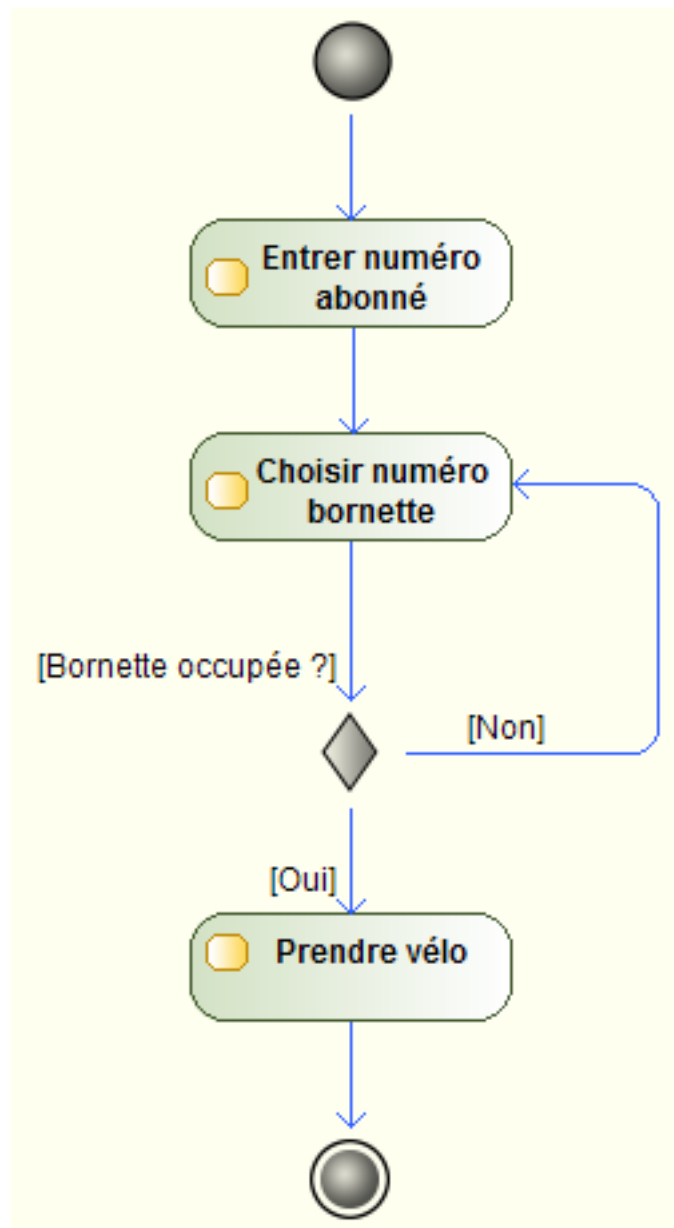 Entrer numéro
abonné
Choisir numéro
bornette
[Bornette occupée ?]
[Non]
[Oui]
Prendre vélo